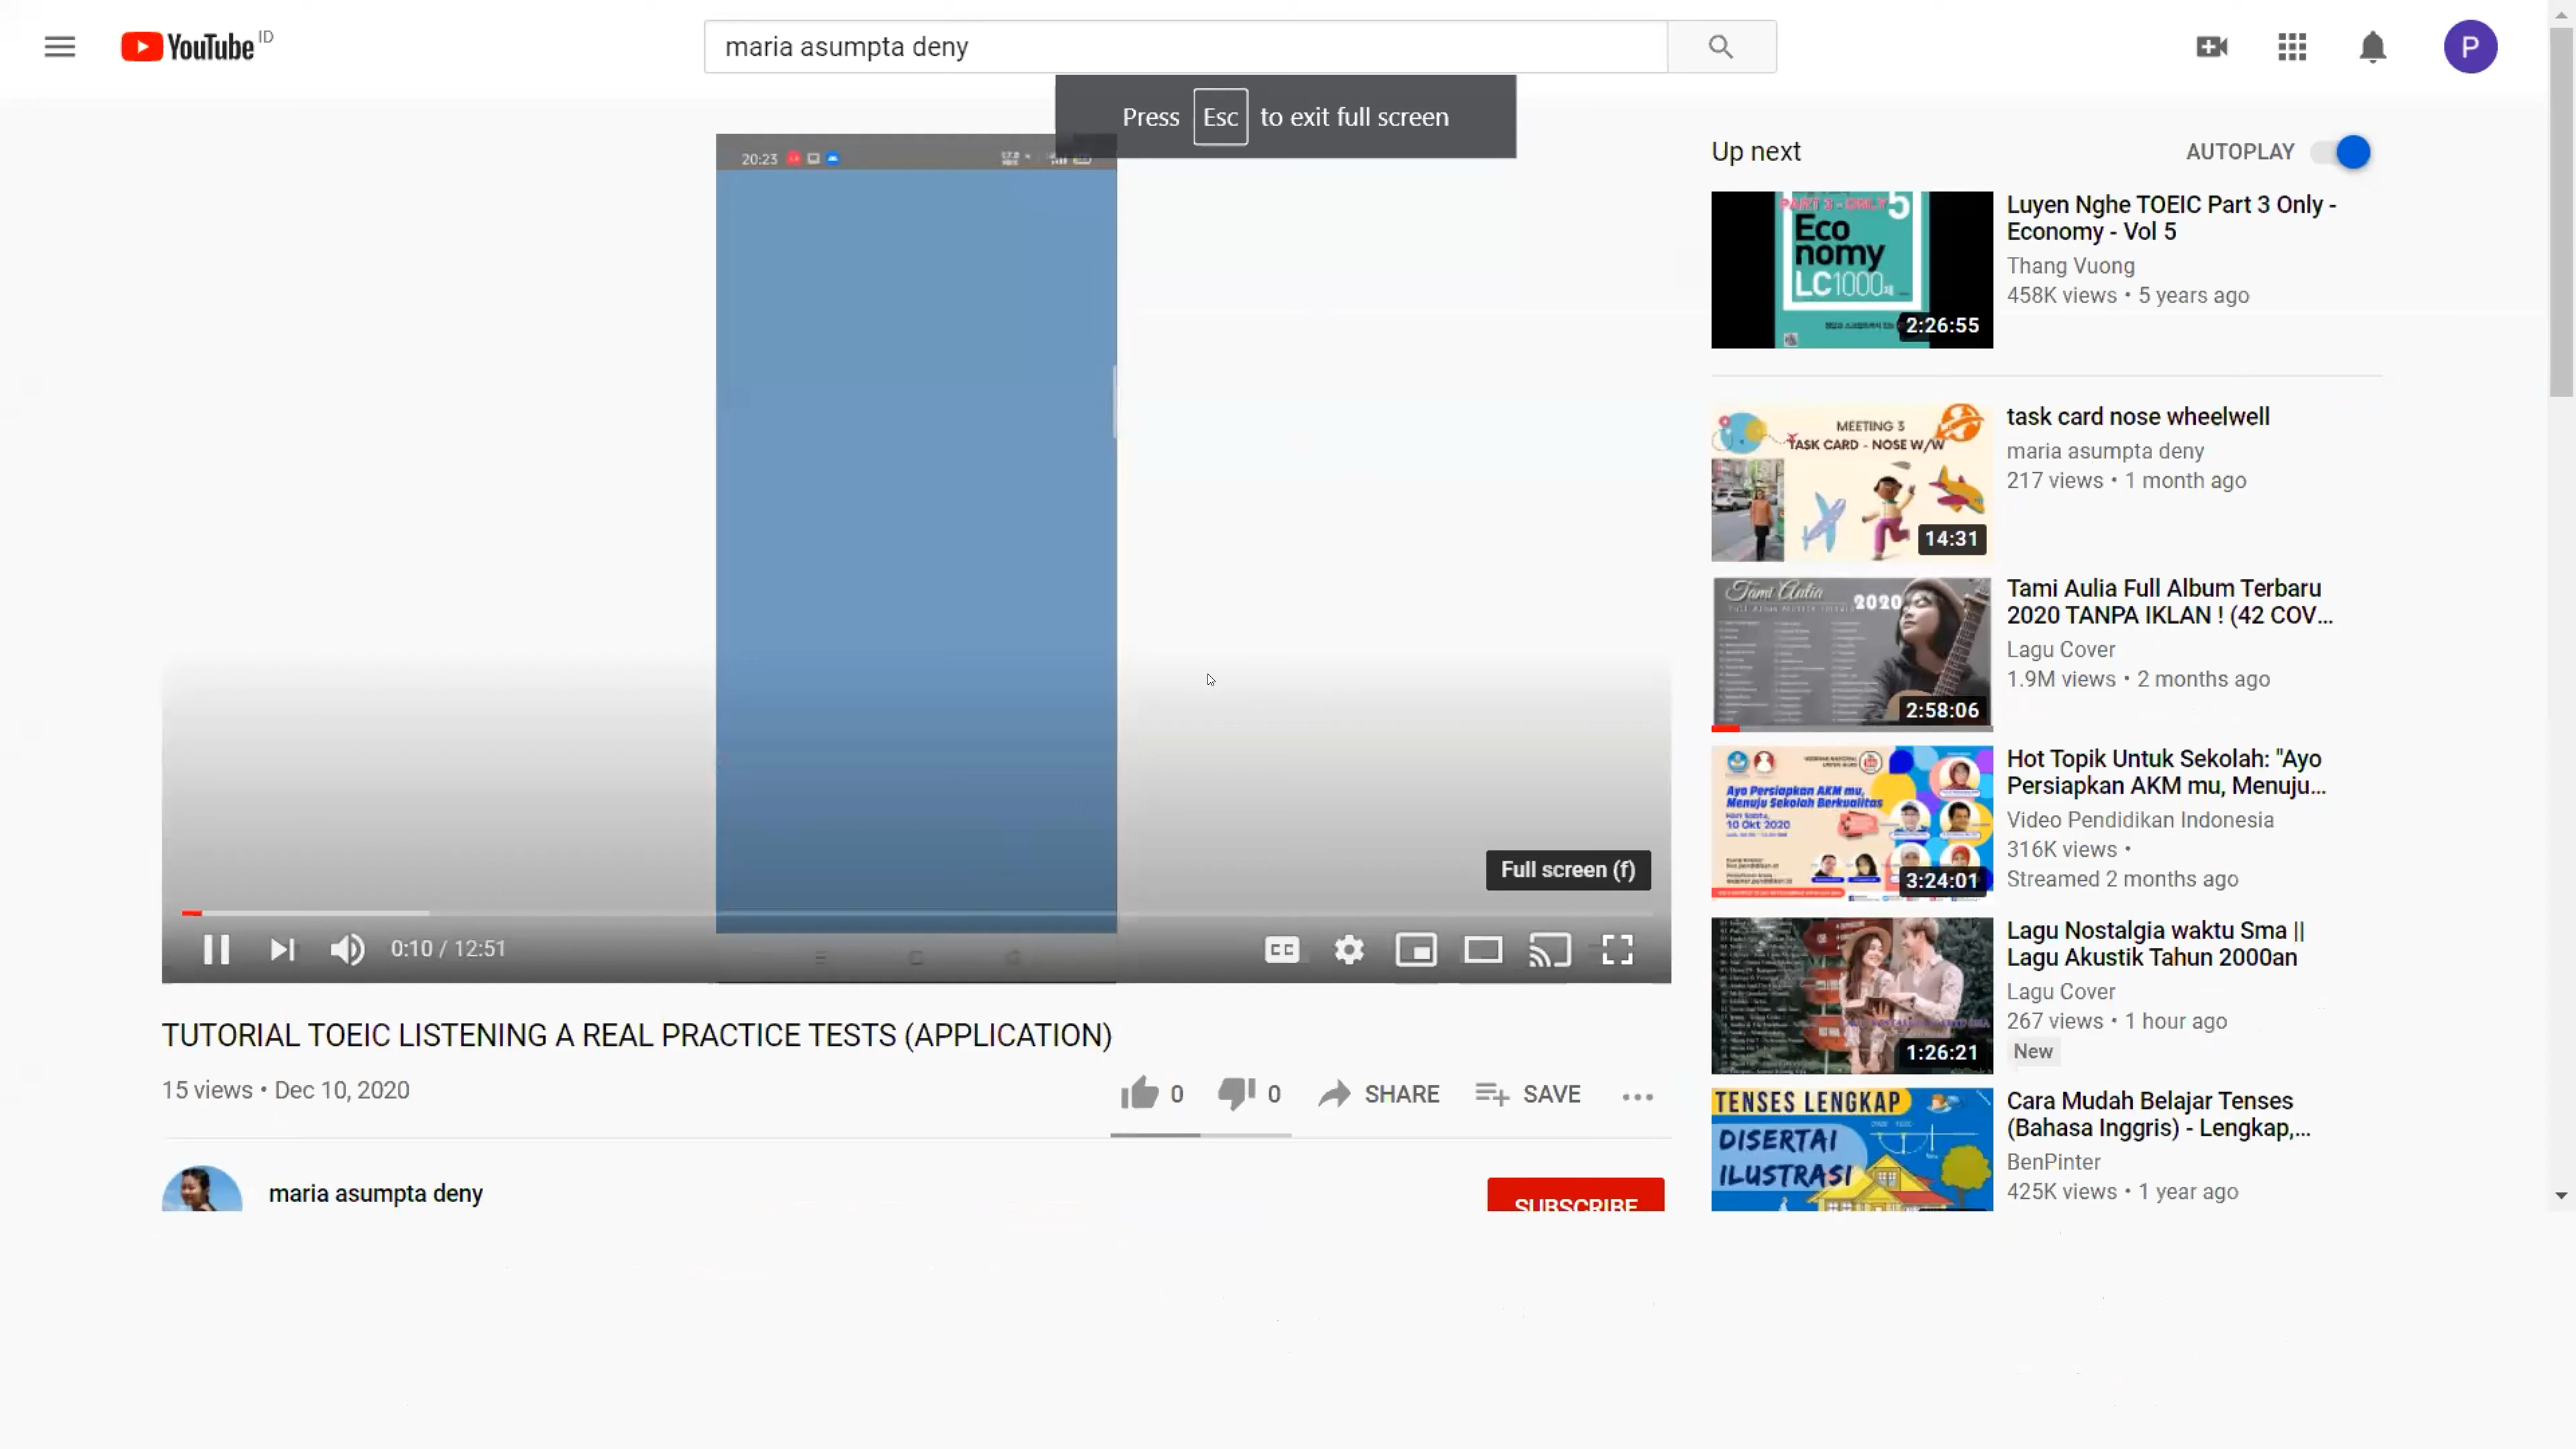 YouTube ID
maria asumpta deny
P
Press Esc to exit full screen
20:23
Full screen (f)
0:10 / 12:51
CC
TUTORIAL TOEIC LISTENING A REAL PRACTICE TESTS (APPLICATION)
15 views • Dec 10, 2020
0
0
SHARE
SAVE
maria asumpta deny
SUBSCRIBE
Up next
AUTOPLAY
PART 3 - ONLY 5
Eco
nomy
LC1000
2:26:55
Luyen Nghe TOEIC Part 3 Only -
Economy - Vol 5
Thang Vuong
458K views • 5 years ago
MEETING 3
TASK CARD - NOSE W/W
14:31
task card nose wheelwell
maria asumpta deny
217 views • 1 month ago
Tami Aulia
2020
2:58:06
Tami Aulia Full Album Terbaru
2020 TANPA IKLAN ! (42 COV...
Lagu Cover
1.9M views • 2 months ago
Ayo Persiapkan AKM mu,
Menuju Sekolah Berkualitas
Hari Sabtu,
10 Okt 2020
3:24:01
Hot Topik Untuk Sekolah: "Ayo
Persiapkan AKM mu, Menuju...
Video Pendidikan Indonesia
316K views •
Streamed 2 months ago
1:26:21
Lagu Nostalgia waktu Sma ||
Lagu Akustik Tahun 2000an
Lagu Cover
267 views • 1 hour ago
New
TENSES LENGKAP
DISERTAI
ILUSTRASI
Cara Mudah Belajar Tenses
(Bahasa Inggris) - Lengkap,...
BenPinter
425K views • 1 year ago